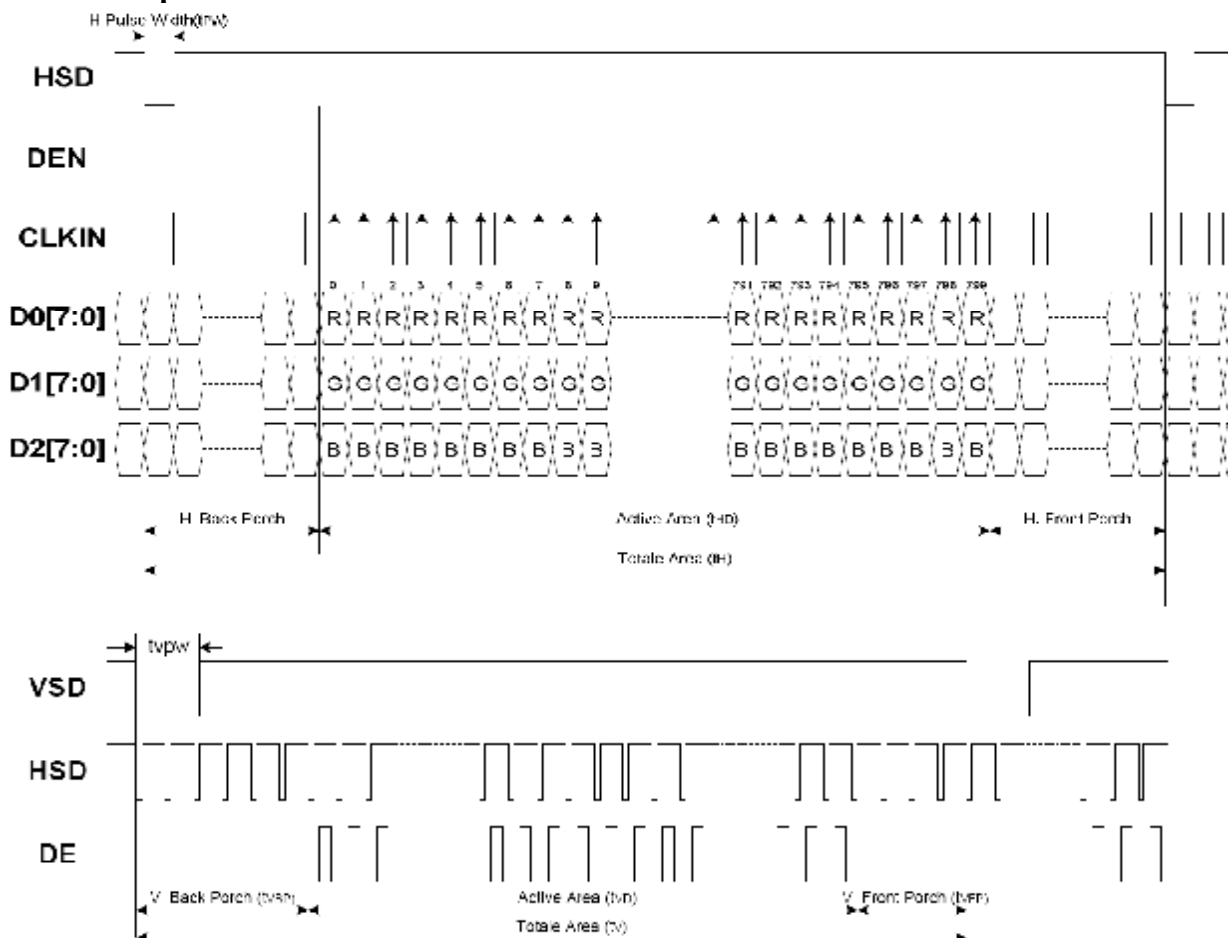 H Pulse Width(tPW)
HSD
DEN
CLKIN
0 1 2 3 4 5 6 7 8 9 791 792 793 794 795 796 797 798 799
D0[7:0] R R R R R R R R R R R R R R R R R R R
D1[7:0] G G G G G G G G G G G G G G G G G G G
D2[7:0] B B B B B B B B B B B B B B B B B B B
H. Back Porch Active Area (tHD) H. Front Porch
Totale Area (tH)
tvpw
VSD
HSD
DE
V. Back Porch (tVBP) Active Area (tVD) V. Front Porch (tVFP)
Totale Area (tV)